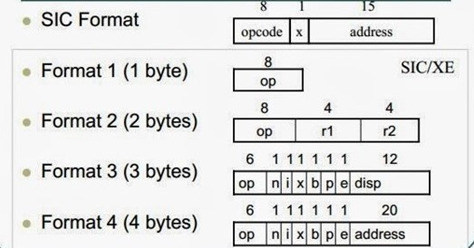 8 1 15
SIC Format
opcode x address
Format 1 (1 byte)
8
SIC/XE
op
Format 2 (2 bytes)
8 4 4
op r1 r2
Format 3 (3 bytes)
6 1 1 1 1 1 1 12
op n i x b p e disp
Format 4 (4 bytes)
6 1 1 1 1 1 1 20
op n i x b p e address